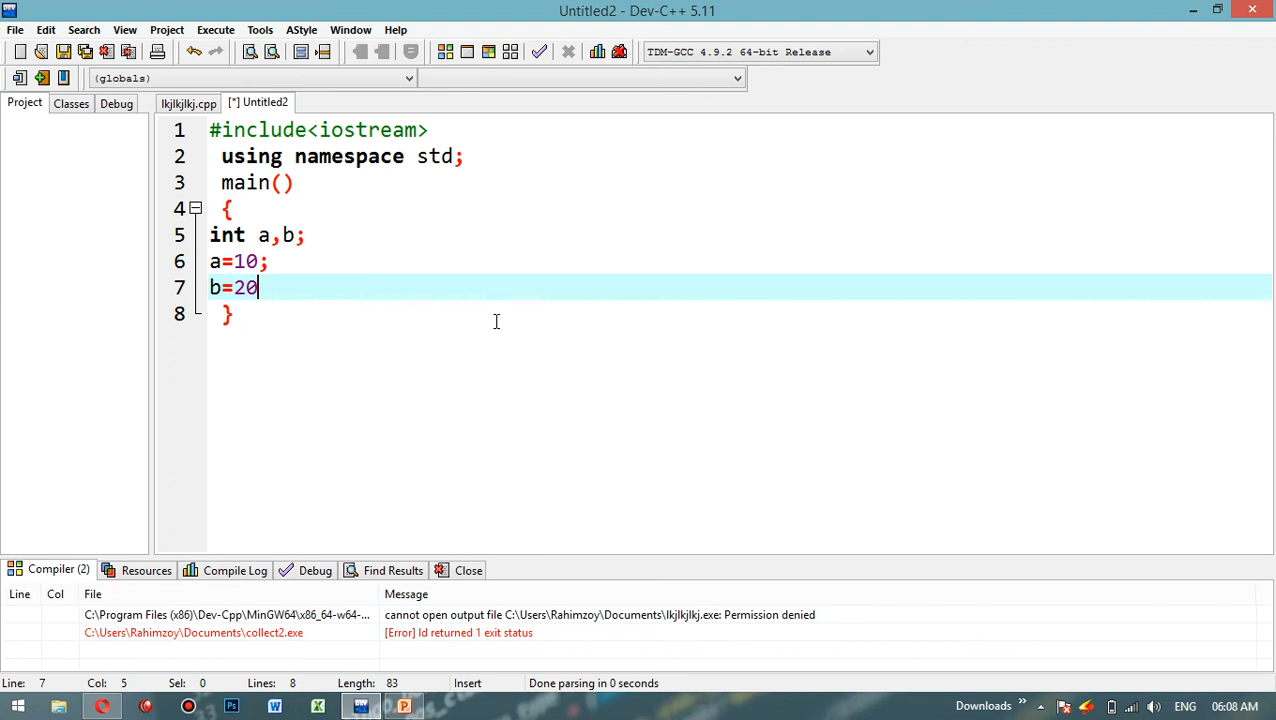 Untitled2 - Dev-C++ 5.11
File Edit Search View Project Execute Tools AStyle Window Help
TDM-GCC 4.9.2 64-bit Release
(globals)
Project Classes Debug lkjlkjlkj.cpp [*] Untitled2
1 #include<iostream>
2 using namespace std;
3 main()
4 {
5 int a,b;
6 a=10;
7 b=20
8 }
Compiler (2) Resources Compile Log Debug Find Results Close
Line Col File Message
C:\Program Files (x86)\Dev-Cpp\MinGW64\x86_64-w64-... cannot open output file C:\Users\Rahimzoy\Documents\lkjlkjlkj.exe: Permission denied
C:\Users\Rahimzoy\Documents\collect2.exe [Error] ld returned 1 exit status
Line: 7 Col: 5 Sel: 0 Lines: 8 Length: 83 Insert Done parsing in 0 seconds
Downloads ENG 06:08 AM